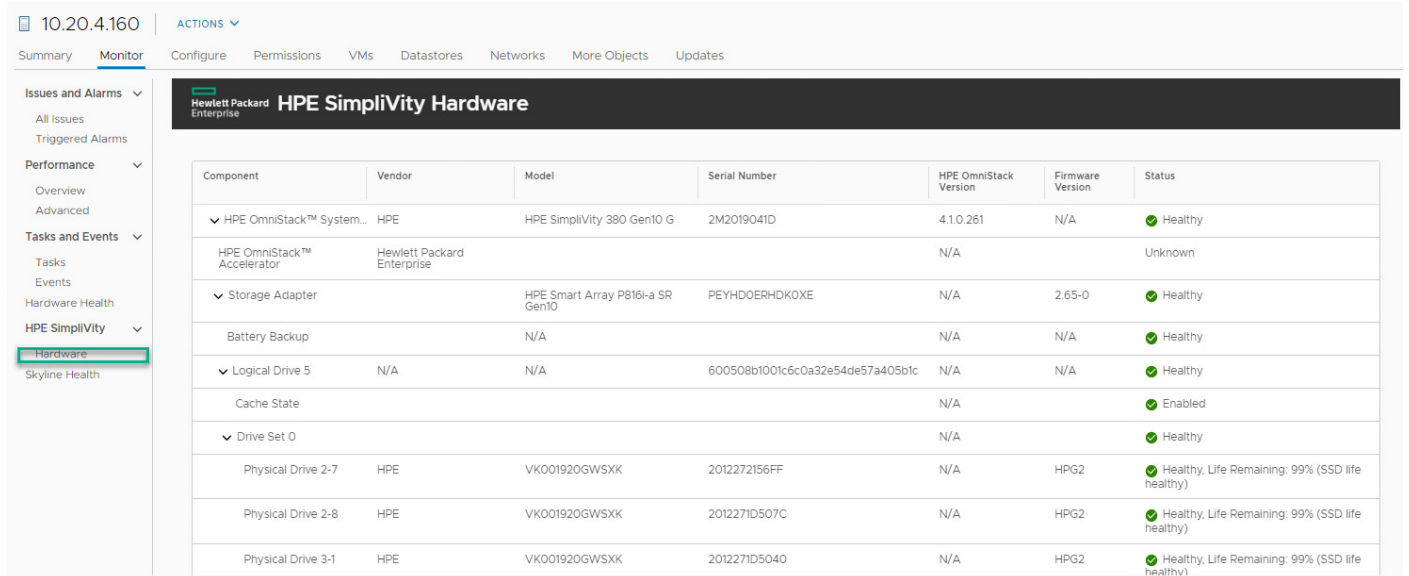 10.20.4.160 ACTIONS
Summary Monitor Configure Permissions VMs Datastores Networks More Objects Updates
Issues and Alarms
All Issues
Triggered Alarms
Performance
Overview
Advanced
Tasks and Events
Tasks
Events
Hardware Health
HPE SimpliVity
Hardware
Skyline Health
Hewlett Packard
Enterprise
HPE SimpliVity Hardware
Component Vendor Model Serial Number HPE OmniStack Version Firmware Version Status
HPE OmniStack™ System... HPE HPE SimpliVity 380 Gen10 G 2M2019041D 4.1.0.261 N/A Healthy
HPE OmniStack™ Accelerator Hewlett Packard Enterprise N/A Unknown
Storage Adapter HPE Smart Array P816i-a SR Gen10 PEYHD0ERHDK0XE N/A 2.65-0 Healthy
Battery Backup N/A N/A N/A Healthy
Logical Drive 5 N/A N/A 600508b1001c6c0a32e54de57a405b1c N/A N/A Healthy
Cache State N/A Enabled
Drive Set 0 N/A Healthy
Physical Drive 2-7 HPE VK001920GWSXK 2012272156FF N/A HPG2 Healthy, Life Remaining: 99% (SSD life healthy)
Physical Drive 2-8 HPE VK001920GWSXK 2012271D507C N/A HPG2 Healthy, Life Remaining: 99% (SSD life healthy)
Physical Drive 3-1 HPE VK001920GWSXK 2012271D5040 N/A HPG2 Healthy, Life Remaining: 99% (SSD life healthy)